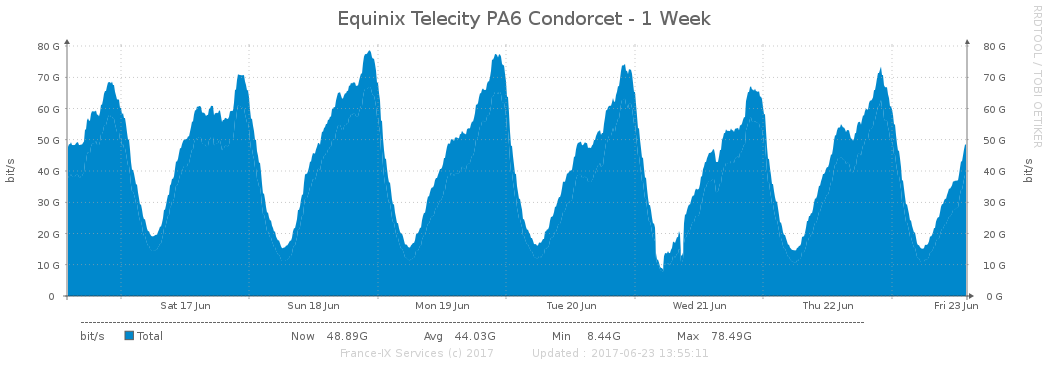 Equinix Telecity PA6 Condorcet - 1 Week
RRDTOOL / TOBI OETIKER
bit/s
80 G
70 G
60 G
50 G
40 G
30 G
20 G
10 G
0
80 G
70 G
60 G
50 G
40 G
30 G
20 G
10 G
0 G
bit/s
Sat 17 Jun Sun 18 Jun Mon 19 Jun Tue 20 Jun Wed 21 Jun Thu 22 Jun Fri 23 Jun
bit/s Total Now 48.89G Avg 44.03G Min 8.44G Max 78.49G
France-IX Services (c) 2017 Updated : 2017-06-23 13:55:11